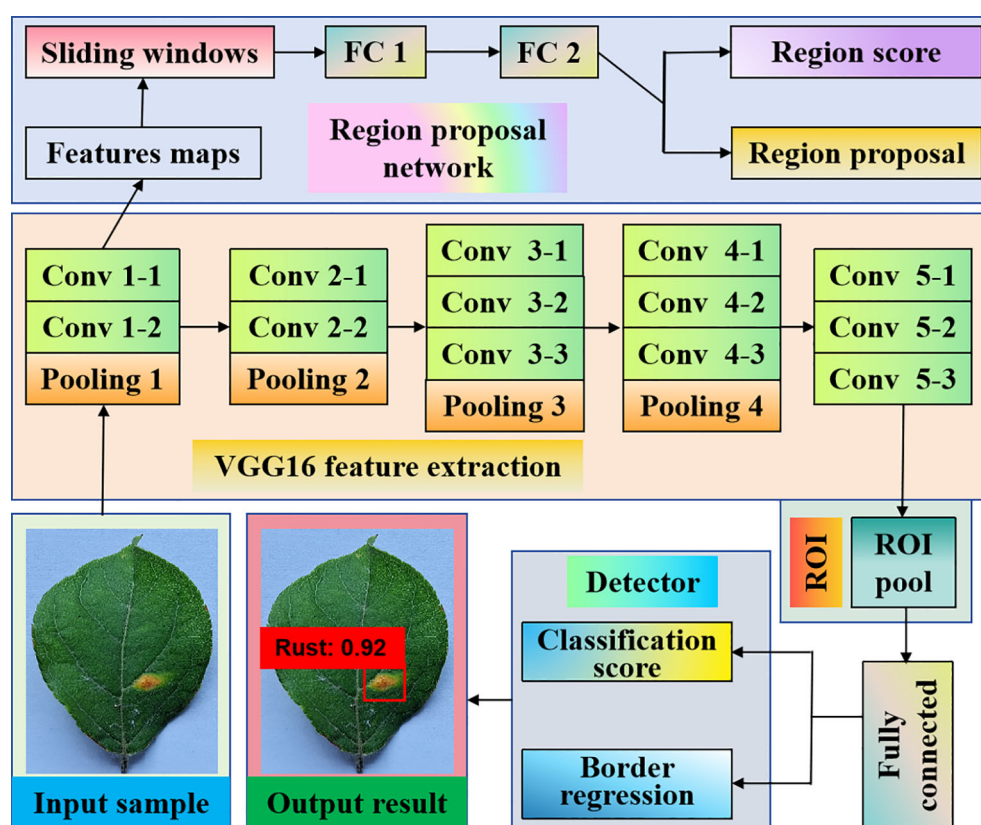 Sliding windows
FC 1
FC 2
Region score
Features maps
Region proposal
network
Region proposal
Conv 1-1
Conv 1-2
Pooling 1
Conv 2-1
Conv 2-2
Pooling 2
Conv 3-1
Conv 3-2
Conv 3-3
Pooling 3
Conv 4-1
Conv 4-2
Conv 4-3
Pooling 4
Conv 5-1
Conv 5-2
Conv 5-3
VGG16 feature extraction
ROI
ROI
pool
Detector
Classification
score
Border
regression
Fully
connected
Rust: 0.92
Input sample
Output result